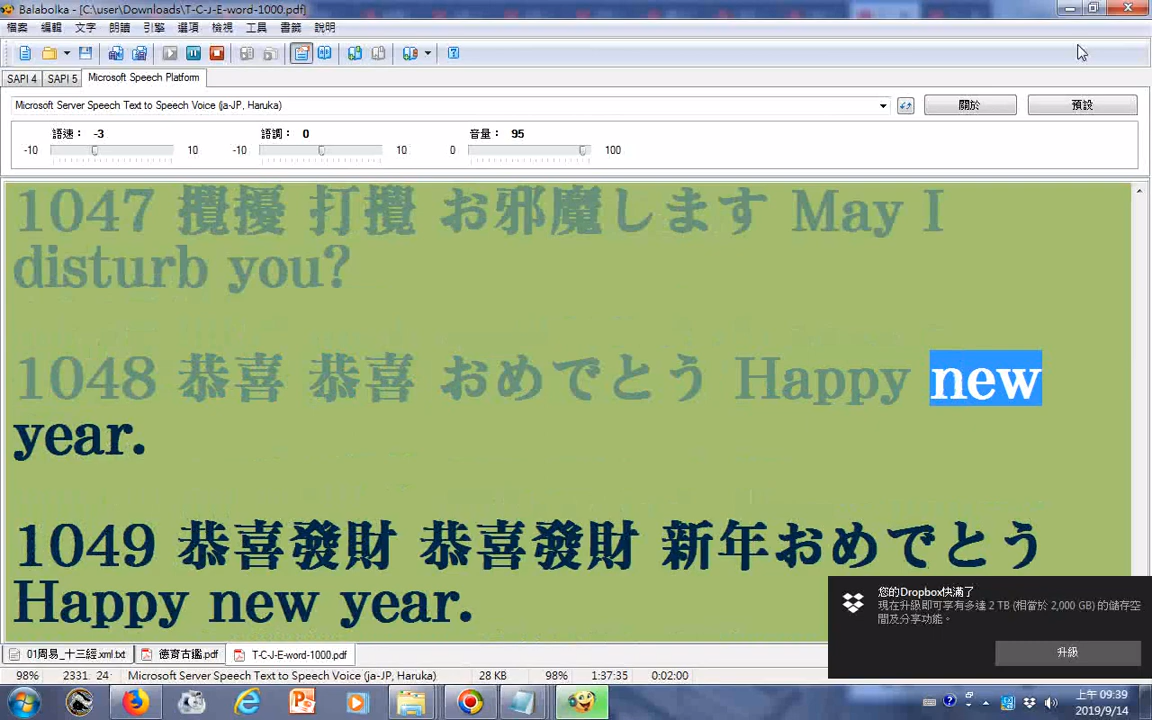 Balabolka - [C:\user\Downloads\T-C-J-E-word-1000.pdf]
檔案 編輯 文字 朗讀 引擎 選項 檢視 工具 書籤 說明
SAPI 4 SAPI 5 Microsoft Speech Platform
Microsoft Server Speech Text to Speech Voice (ja-JP, Haruka) 關於 預設
語速： -3 語調： 0 音量： 95
-10 10 -10 10 0 100
1047 攪擾 打攪 お邪魔します May I
disturb you?
1048 恭喜 恭喜 おめでとう Happy new
year.
1049 恭喜發財 恭喜發財 新年おめでとう
Happy new year.
您的Dropbox快滿了
現在升級即可享有多達 2 TB (相當於 2,000 GB) 的儲存空
間及分享功能。
升級
01周易_十三經.xml.txt 德育古鑑.pdf T-C-J-E-word-1000.pdf
98% 2331 24 Microsoft Server Speech Text to Speech Voice (ja-JP, Haruka) 28 KB 98% 1:37:35 0:02:00
上午 09:39
2019/9/14